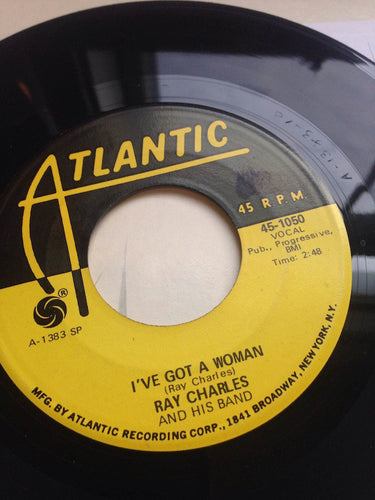 ATLANTIC
45 R.P.M.
45-1050
VOCAL
Pub., Progressive,
BMI
Time: 2:48
®
A-1383 SP
I'VE GOT A WOMAN
(Ray Charles)
RAY CHARLES
AND HIS BAND
MFG. BY ATLANTIC RECORDING CORP., 1841 BROADWAY, NEW YORK, N.Y.